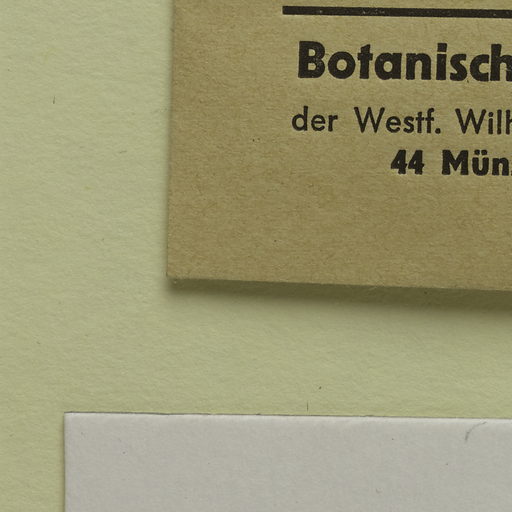 Botanisch
der Westf. Wilh
44 Mün